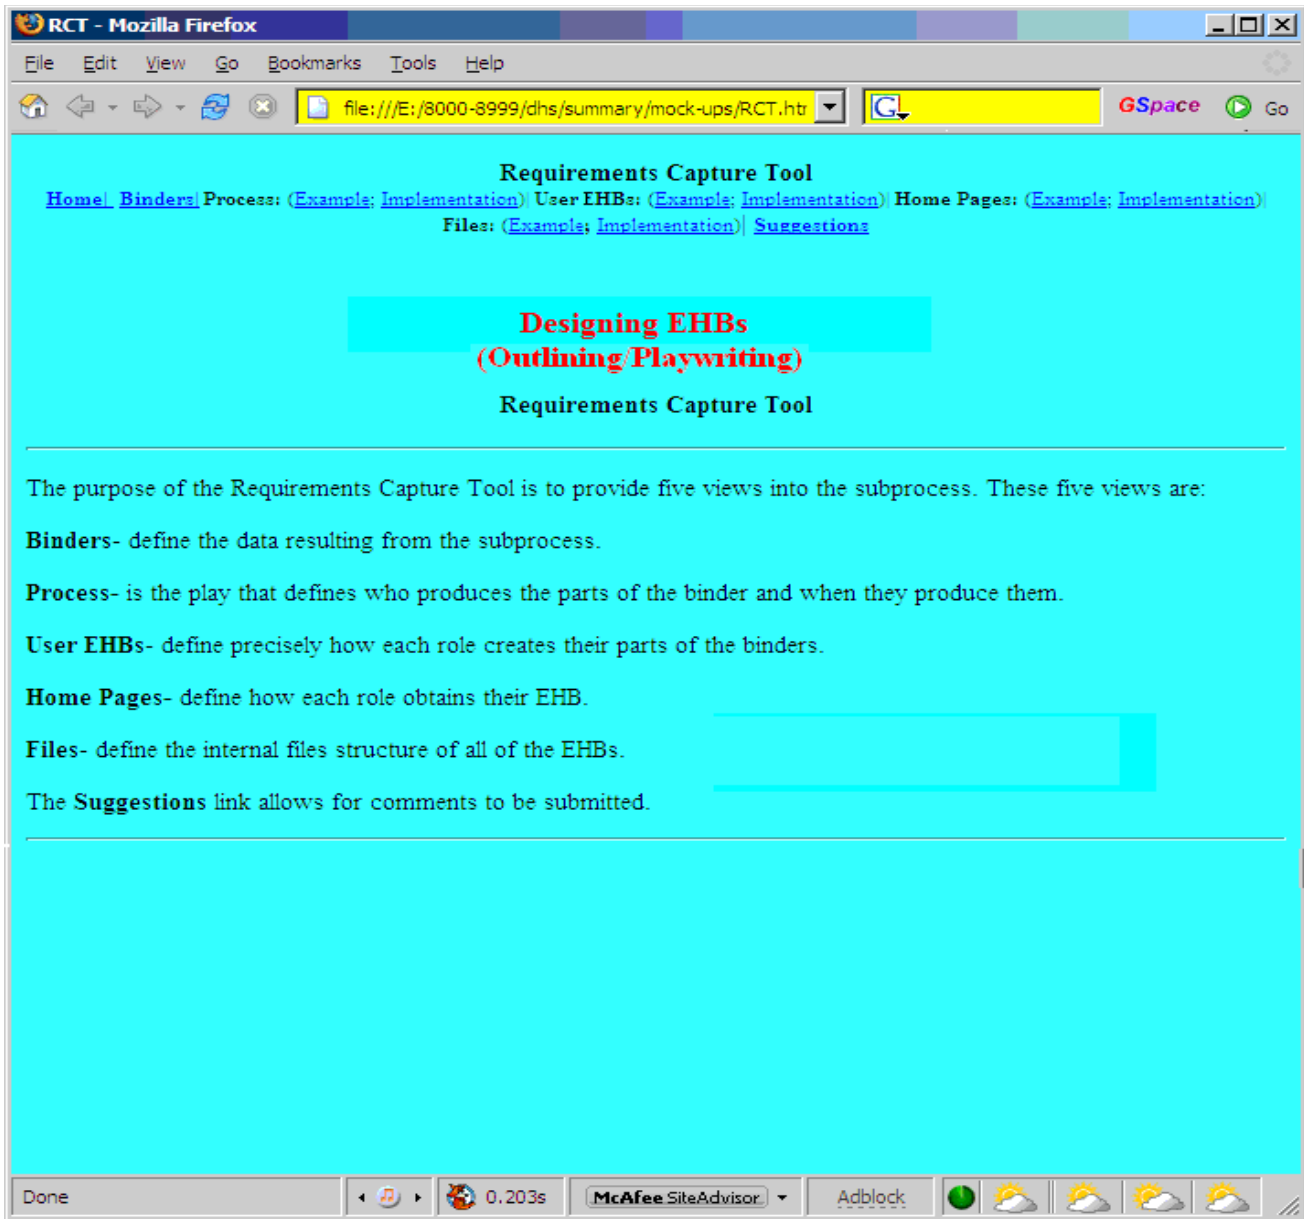 RCT - Mozilla Firefox
File Edit View Go Bookmarks Tools Help
file:///E:/8000-8999/dhs/summary/mock-ups/RCT.htr G GSpace Go
Requirements Capture Tool
Home| Binders| Process: (Example; Implementation)| User EHBs: (Example; Implementation)| Home Pages: (Example; Implementation)|
Files: (Example; Implementation)| Suggestions
Designing EHBs
(Outlining/Playwriting)
Requirements Capture Tool
The purpose of the Requirements Capture Tool is to provide five views into the subprocess. These five views are:
Binders- define the data resulting from the subprocess.
Process- is the play that defines who produces the parts of the binder and when they produce them.
User EHBs- define precisely how each role creates their parts of the binders.
Home Pages- define how each role obtains their EHB.
Files- define the internal files structure of all of the EHBs.
The Suggestions link allows for comments to be submitted.
Done 0.203s McAfee SiteAdvisor Adblock